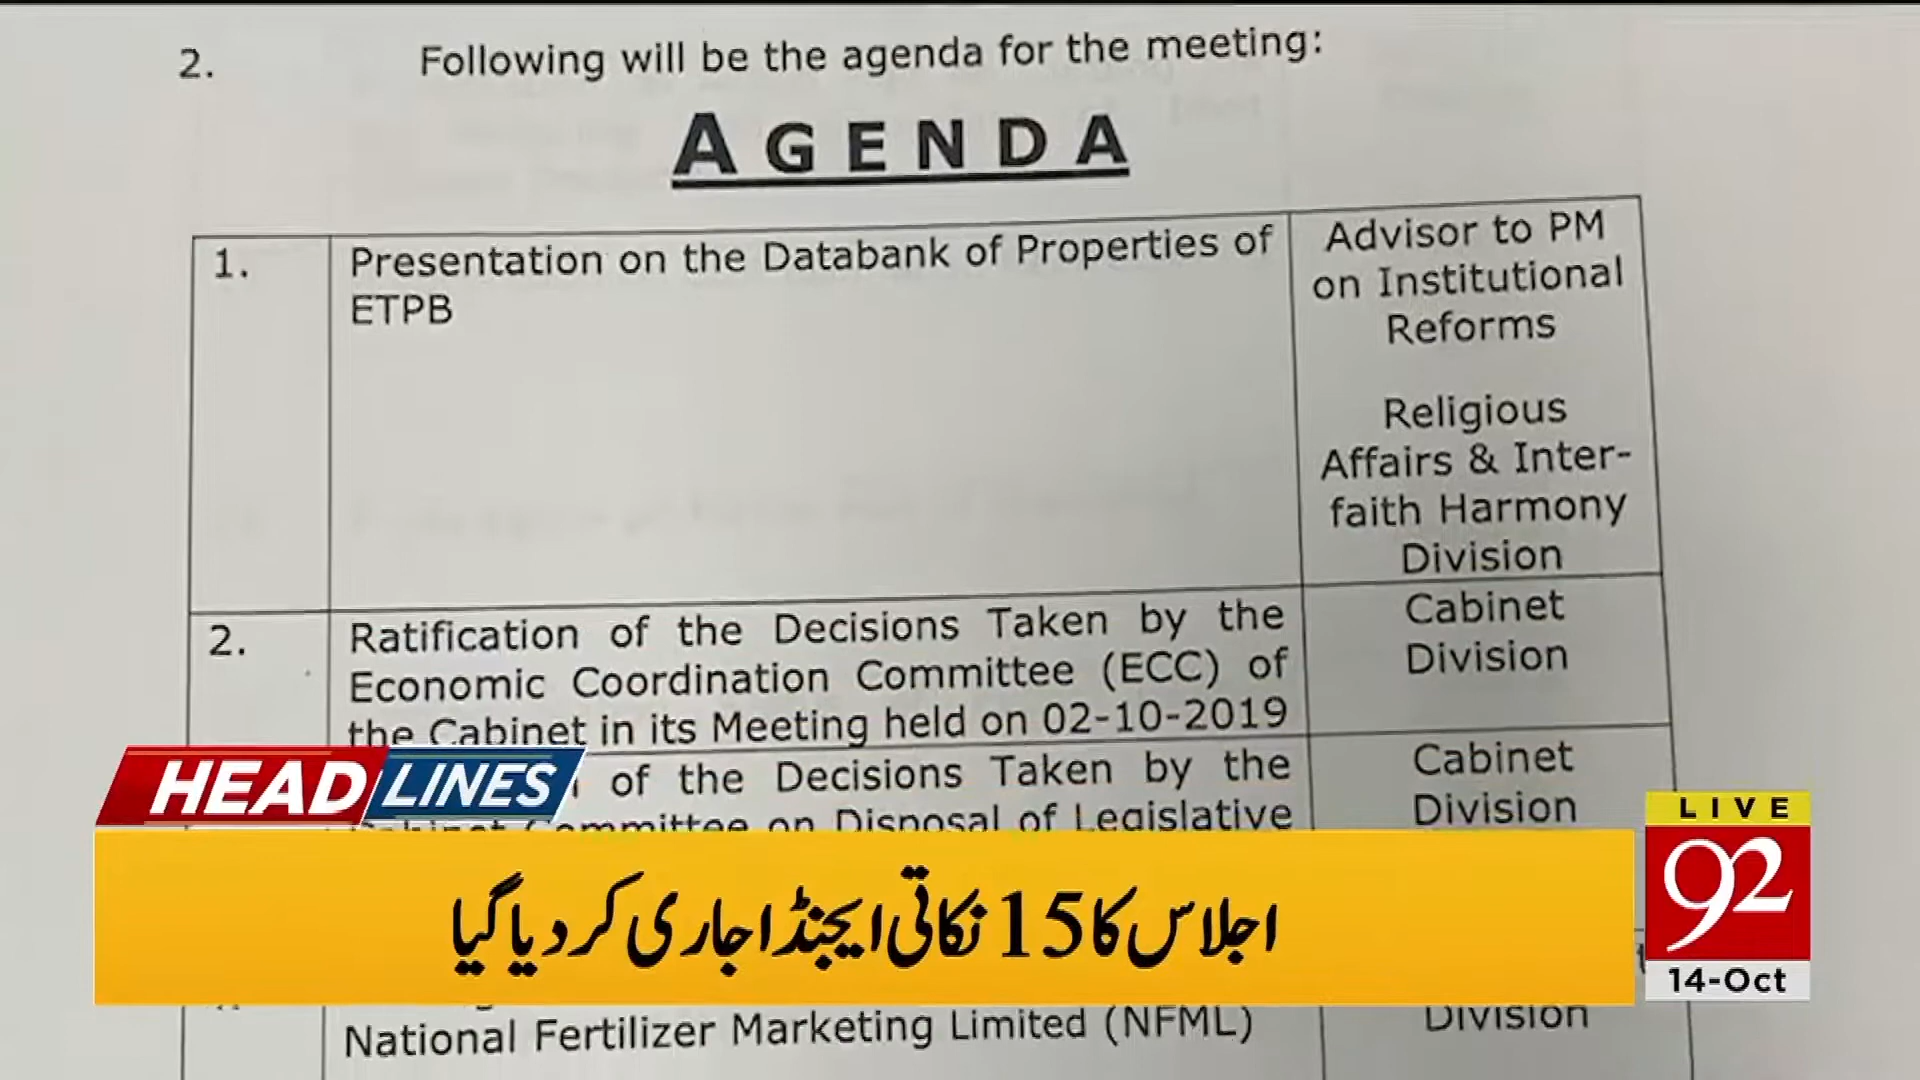 2. Following will be the agenda for the meeting:
AGENDA
1. Presentation on the Databank of Properties of
ETPB
Advisor to PM
on Institutional
Reforms
Religious
Affairs & Inter-
faith Harmony
Division
2. Ratification of the Decisions Taken by the
Economic Coordination Committee (ECC) of
the Cabinet in its Meeting held on 02-10-2019
Cabinet
Division
of the Decisions Taken by the
Committee on Disposal of Legislative
Cabinet
Division
HEADLINES
اجلاس کا 15 نکاتی ایجنڈا جاری کر دیا گیا
LIVE
92
14-Oct
National Fertilizer Marketing Limited (NFML)
Division